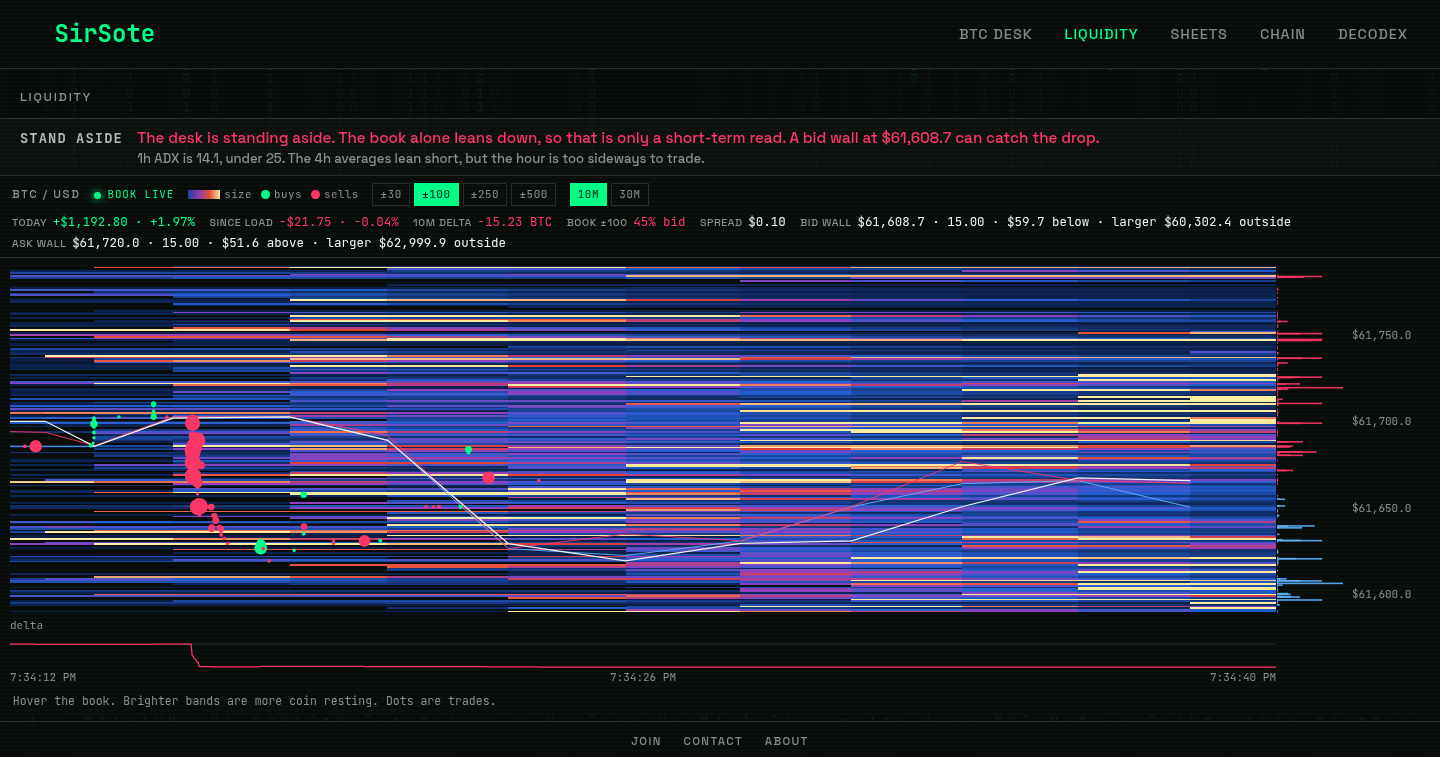 SirSote
BTC DESK LIQUIDITY SHEETS CHAIN DECODEX
LIQUIDITY
STAND ASIDE The desk is standing aside. The book alone leans down, so that is only a short-term read. A bid wall at $61,608.7 can catch the drop.
1h ADX is 14.1, under 25. The 4h averages lean short, but the hour is too sideways to trade.
BTC / USD BOOK LIVE size buys sells ±30 ±100 ±250 ±500 10M 30M
TODAY +$1,192.80 · +1.97% SINCE LOAD -$21.75 · -0.04% 10M DELTA -15.23 BTC BOOK ±100 45% bid SPREAD $0.10 BID WALL $61,608.7 · 15.00 · $59.7 below · larger $60,302.4 outside
ASK WALL $61,720.0 · 15.00 · $51.6 above · larger $62,999.9 outside
$61,750.0
$61,700.0
$61,650.0
$61,600.0
delta
7:34:12 PM 7:34:26 PM 7:34:40 PM
Hover the book. Brighter bands are more coin resting. Dots are trades.
JOIN CONTACT ABOUT